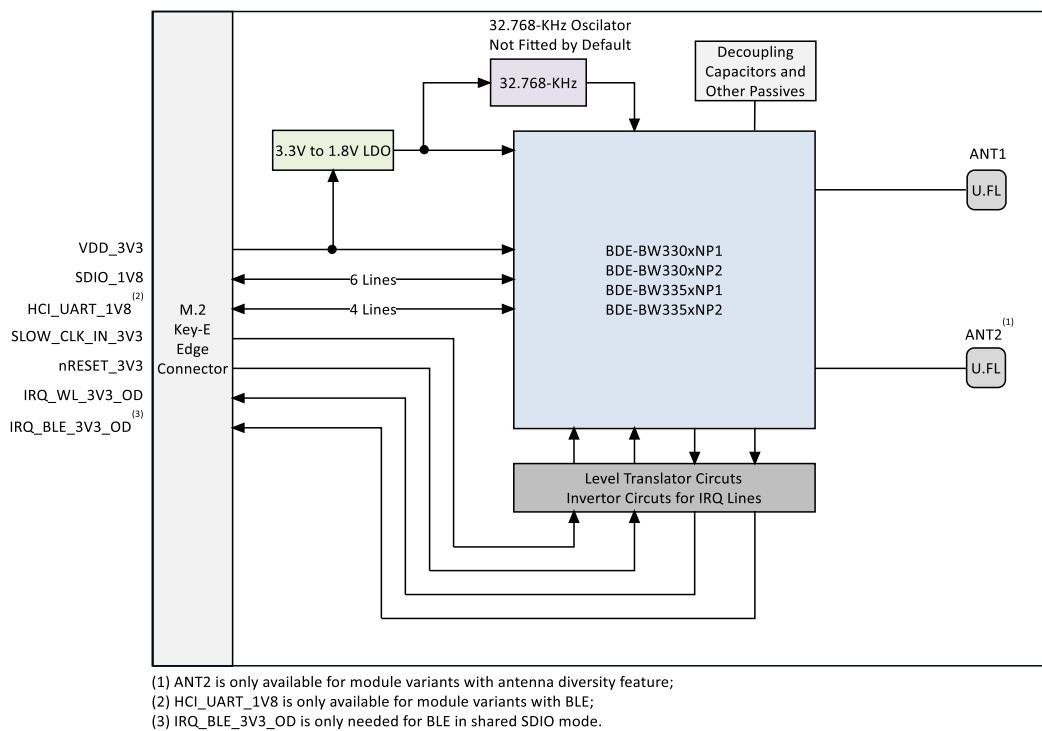 32.768-KHz Oscilator
Not Fitted by Default
32.768-KHz
Decoupling
Capacitors and
Other Passives
3.3V to 1.8V LDO
ANT1
U.FL
VDD_3V3
SDIO_1V8
6 Lines
HCI_UART_1V8(2)
4 Lines
SLOW_CLK_IN_3V3
nRESET_3V3
IRQ_WL_3V3_OD
IRQ_BLE_3V3_OD(3)
M.2
Key-E
Edge
Connector
BDE-BW330xNP1
BDE-BW330xNP2
BDE-BW335xNP1
BDE-BW335xNP2
ANT2(1)
U.FL
Level Translator Circuts
Invertor Circuts for IRQ Lines
(1) ANT2 is only available for module variants with antenna diversity feature;
(2) HCI_UART_1V8 is only available for module variants with BLE;
(3) IRQ_BLE_3V3_OD is only needed for BLE in shared SDIO mode.